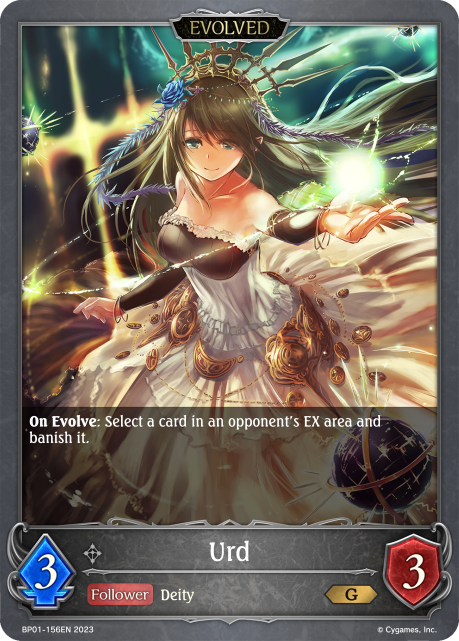 EVOLVED
On Evolve: Select a card in an opponent's EX area and
banish it.
Urd
3
3
Follower Deity
G
BP01-156EN 2023
© Cygames, Inc.